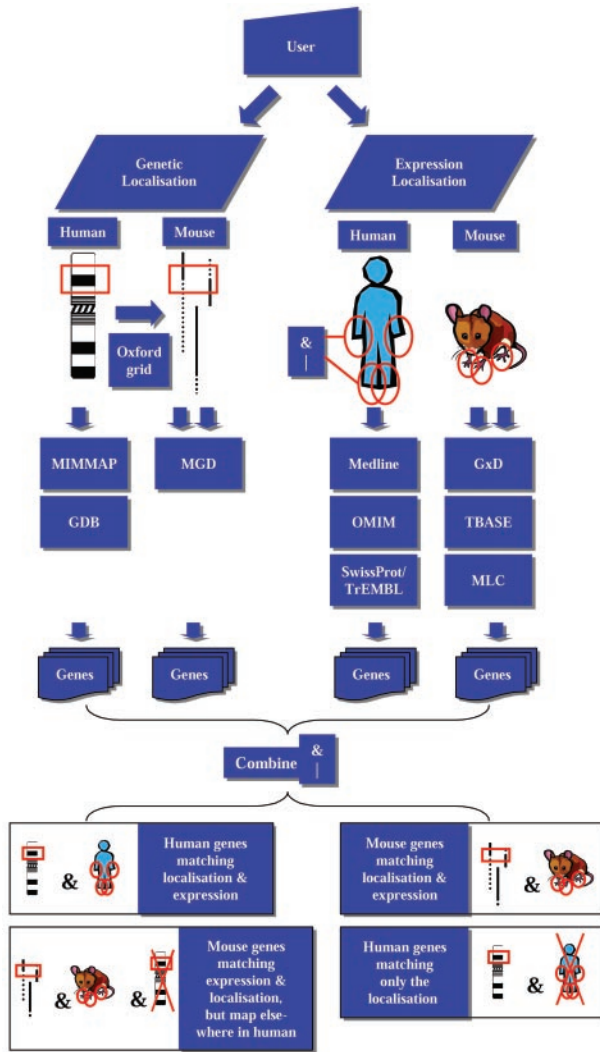 User
Genetic
Localisation
Expression
Localisation
Human
Mouse
Human
Mouse
Oxford
grid
&
|
MIMMAP
MGD
Medline
GxD
GDB
OMIM
TBASE
SwissProt/
TrEMBL
MLC
Genes
Genes
Genes
Genes
Combine
&
|
&
Human genes
matching
localisation &
expression
Mouse genes
matching
localisation &
expression
&
&
&
Mouse genes
matching
expression &
localisation,
but map else-
where in human
Human genes
matching
only the
localisation
&